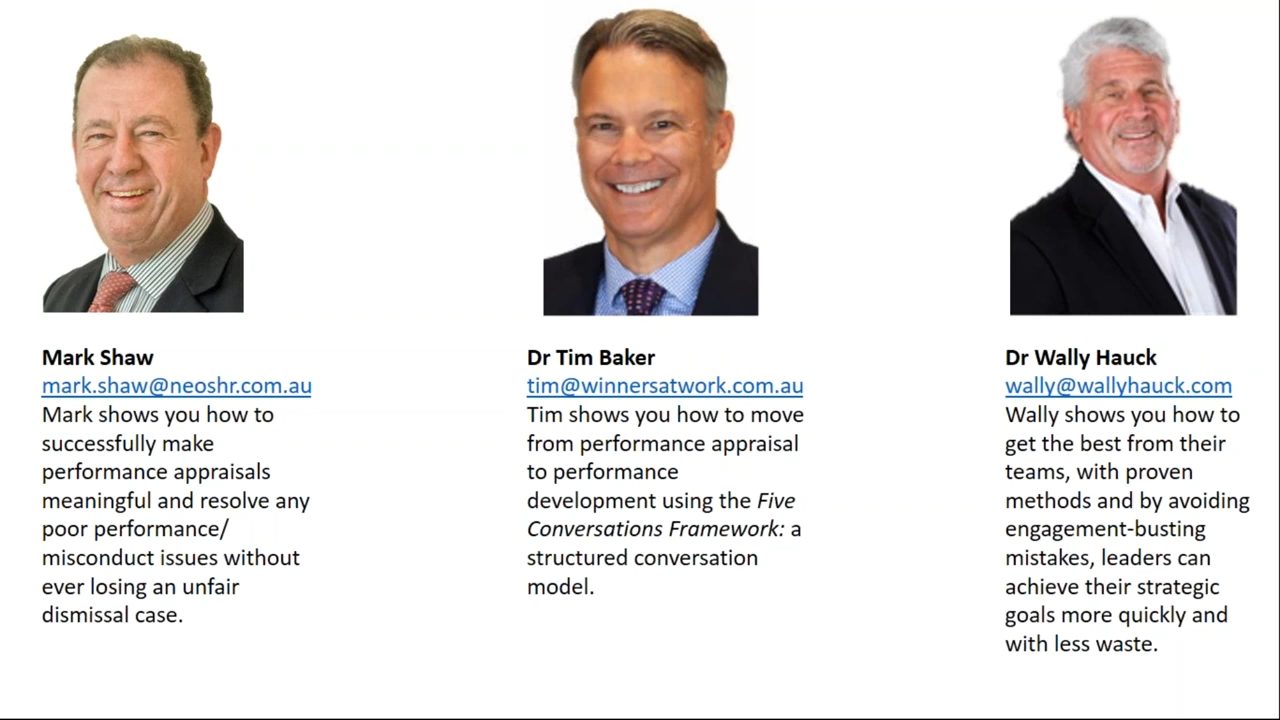 Mark Shaw
mark.shaw@neoshr.com.au
Mark shows you how to
successfully make
performance appraisals
meaningful and resolve any
poor performance/
misconduct issues without
ever losing an unfair
dismissal case.
Dr Tim Baker
tim@winnersatwork.com.au
Tim shows you how to move
from performance appraisal
to performance
development using the Five
Conversations Framework: a
structured conversation
model.
Dr Wally Hauck
wally@wallyhauck.com
Wally shows you how to
get the best from their
teams, with proven
methods and by avoiding
engagement-busting
mistakes, leaders can
achieve their strategic
goals more quickly and
with less waste.